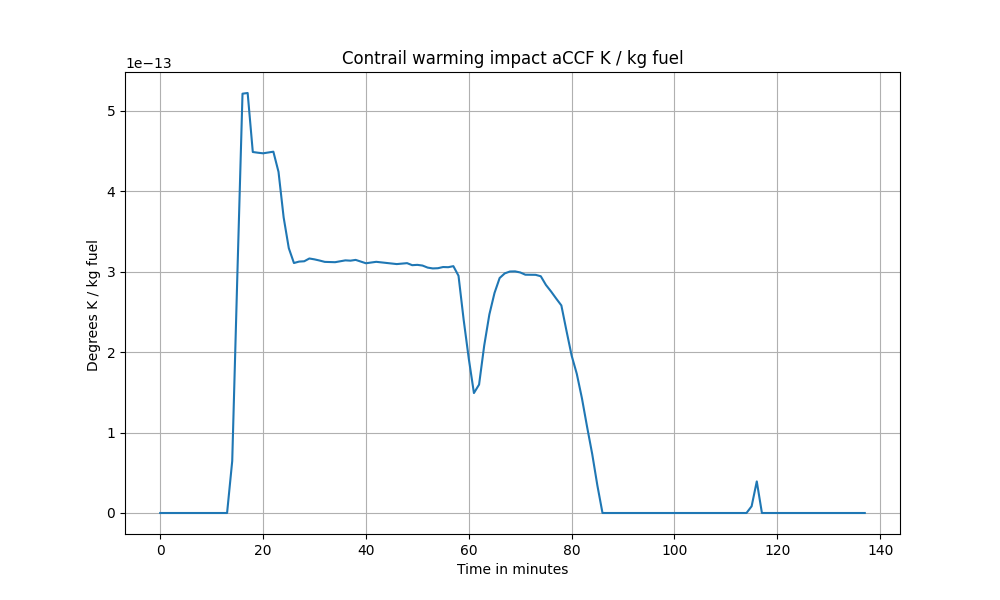 Contrail warming impact aCCF K / kg fuel
1e−13
5
4
3
2
1
0
Degrees K / kg fuel
0 20 40 60 80 100 120 140
Time in minutes